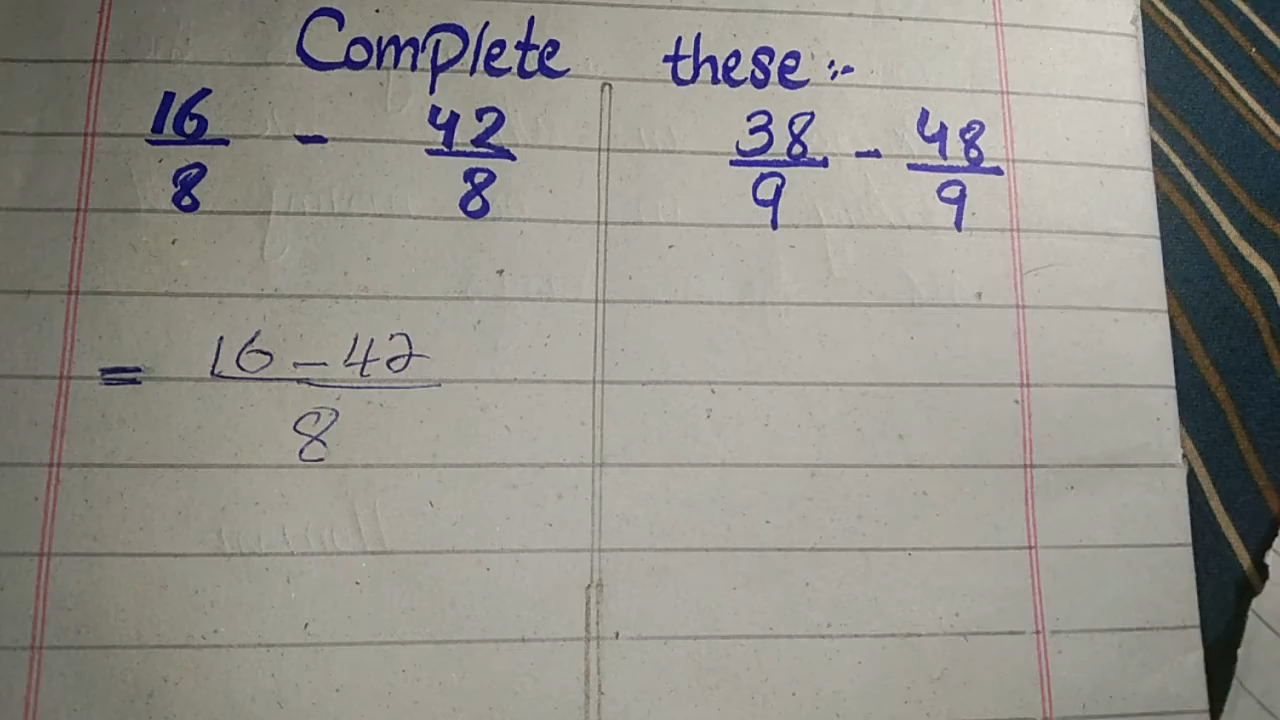 Complete these :-
16/8 - 42/8
38/9 - 48/9
= 16 - 42/8